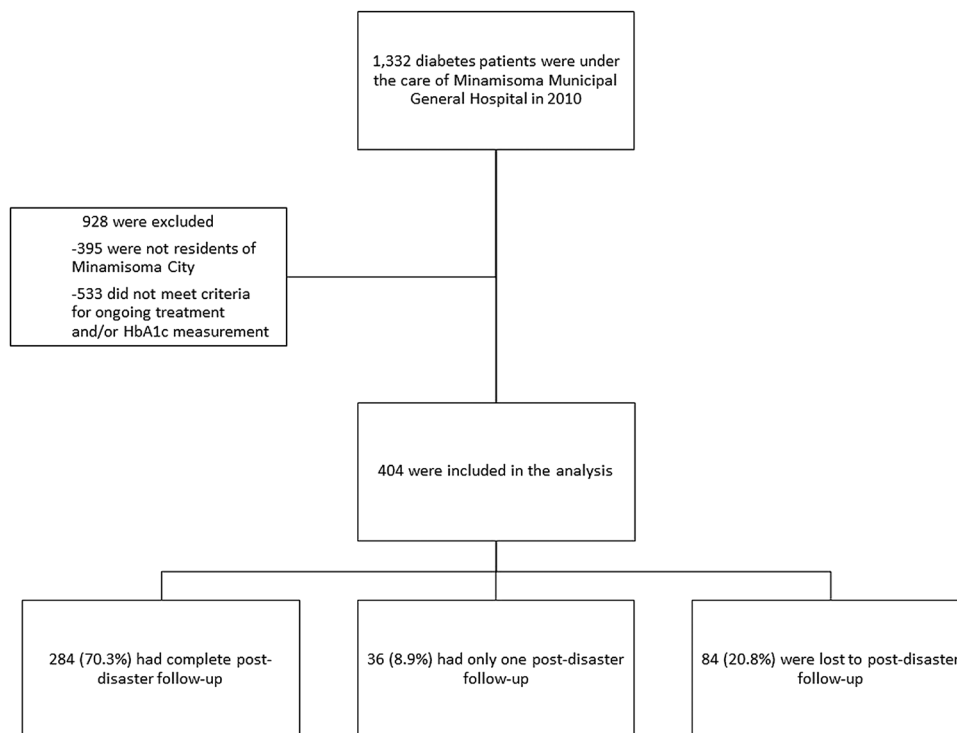 1,332 diabetes patients were under
the care of Minamisoma Municipal
General Hospital in 2010
928 were excluded
-395 were not residents of
Minamisoma City
-533 did not meet criteria
for ongoing treatment
and/or HbA1c measurement
404 were included in the analysis
284 (70.3%) had complete post-
disaster follow-up
36 (8.9%) had only one post-disaster
follow-up
84 (20.8%) were lost to post-disaster
follow-up